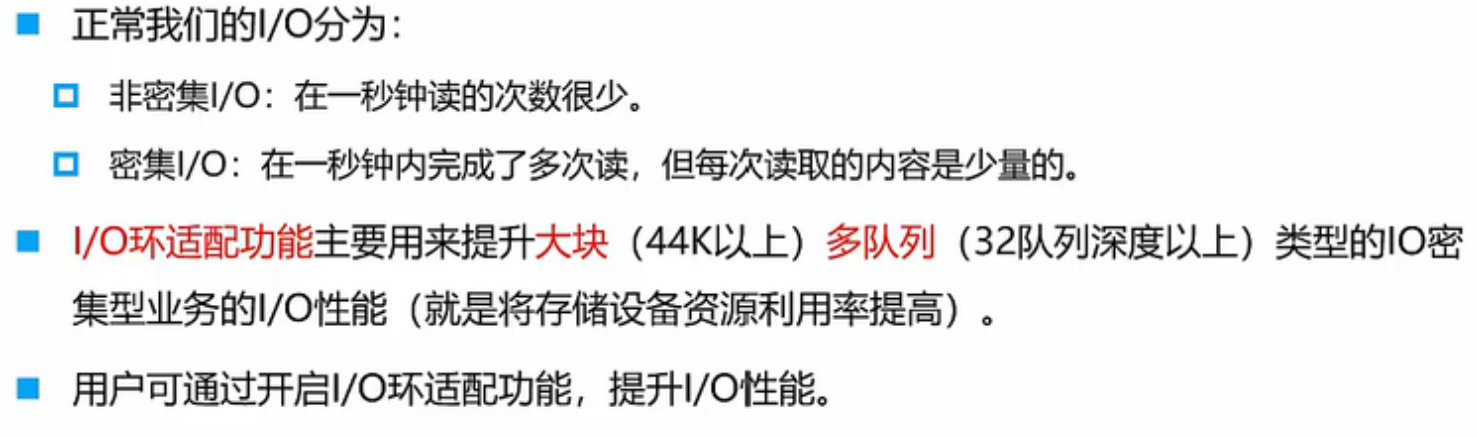 正常我们的I/O分为：
非密集I/O：在一秒钟读的次数很少。
密集I/O：在一秒钟内完成了多次读，但每次读取的内容是少量的。
I/O环适配功能主要用来提升大块（44K以上）多队列（32队列深度以上）类型的IO密
集型业务的I/O性能（就是将存储设备资源利用率提高）。
用户可通过开启I/O环适配功能，提升I/O性能。